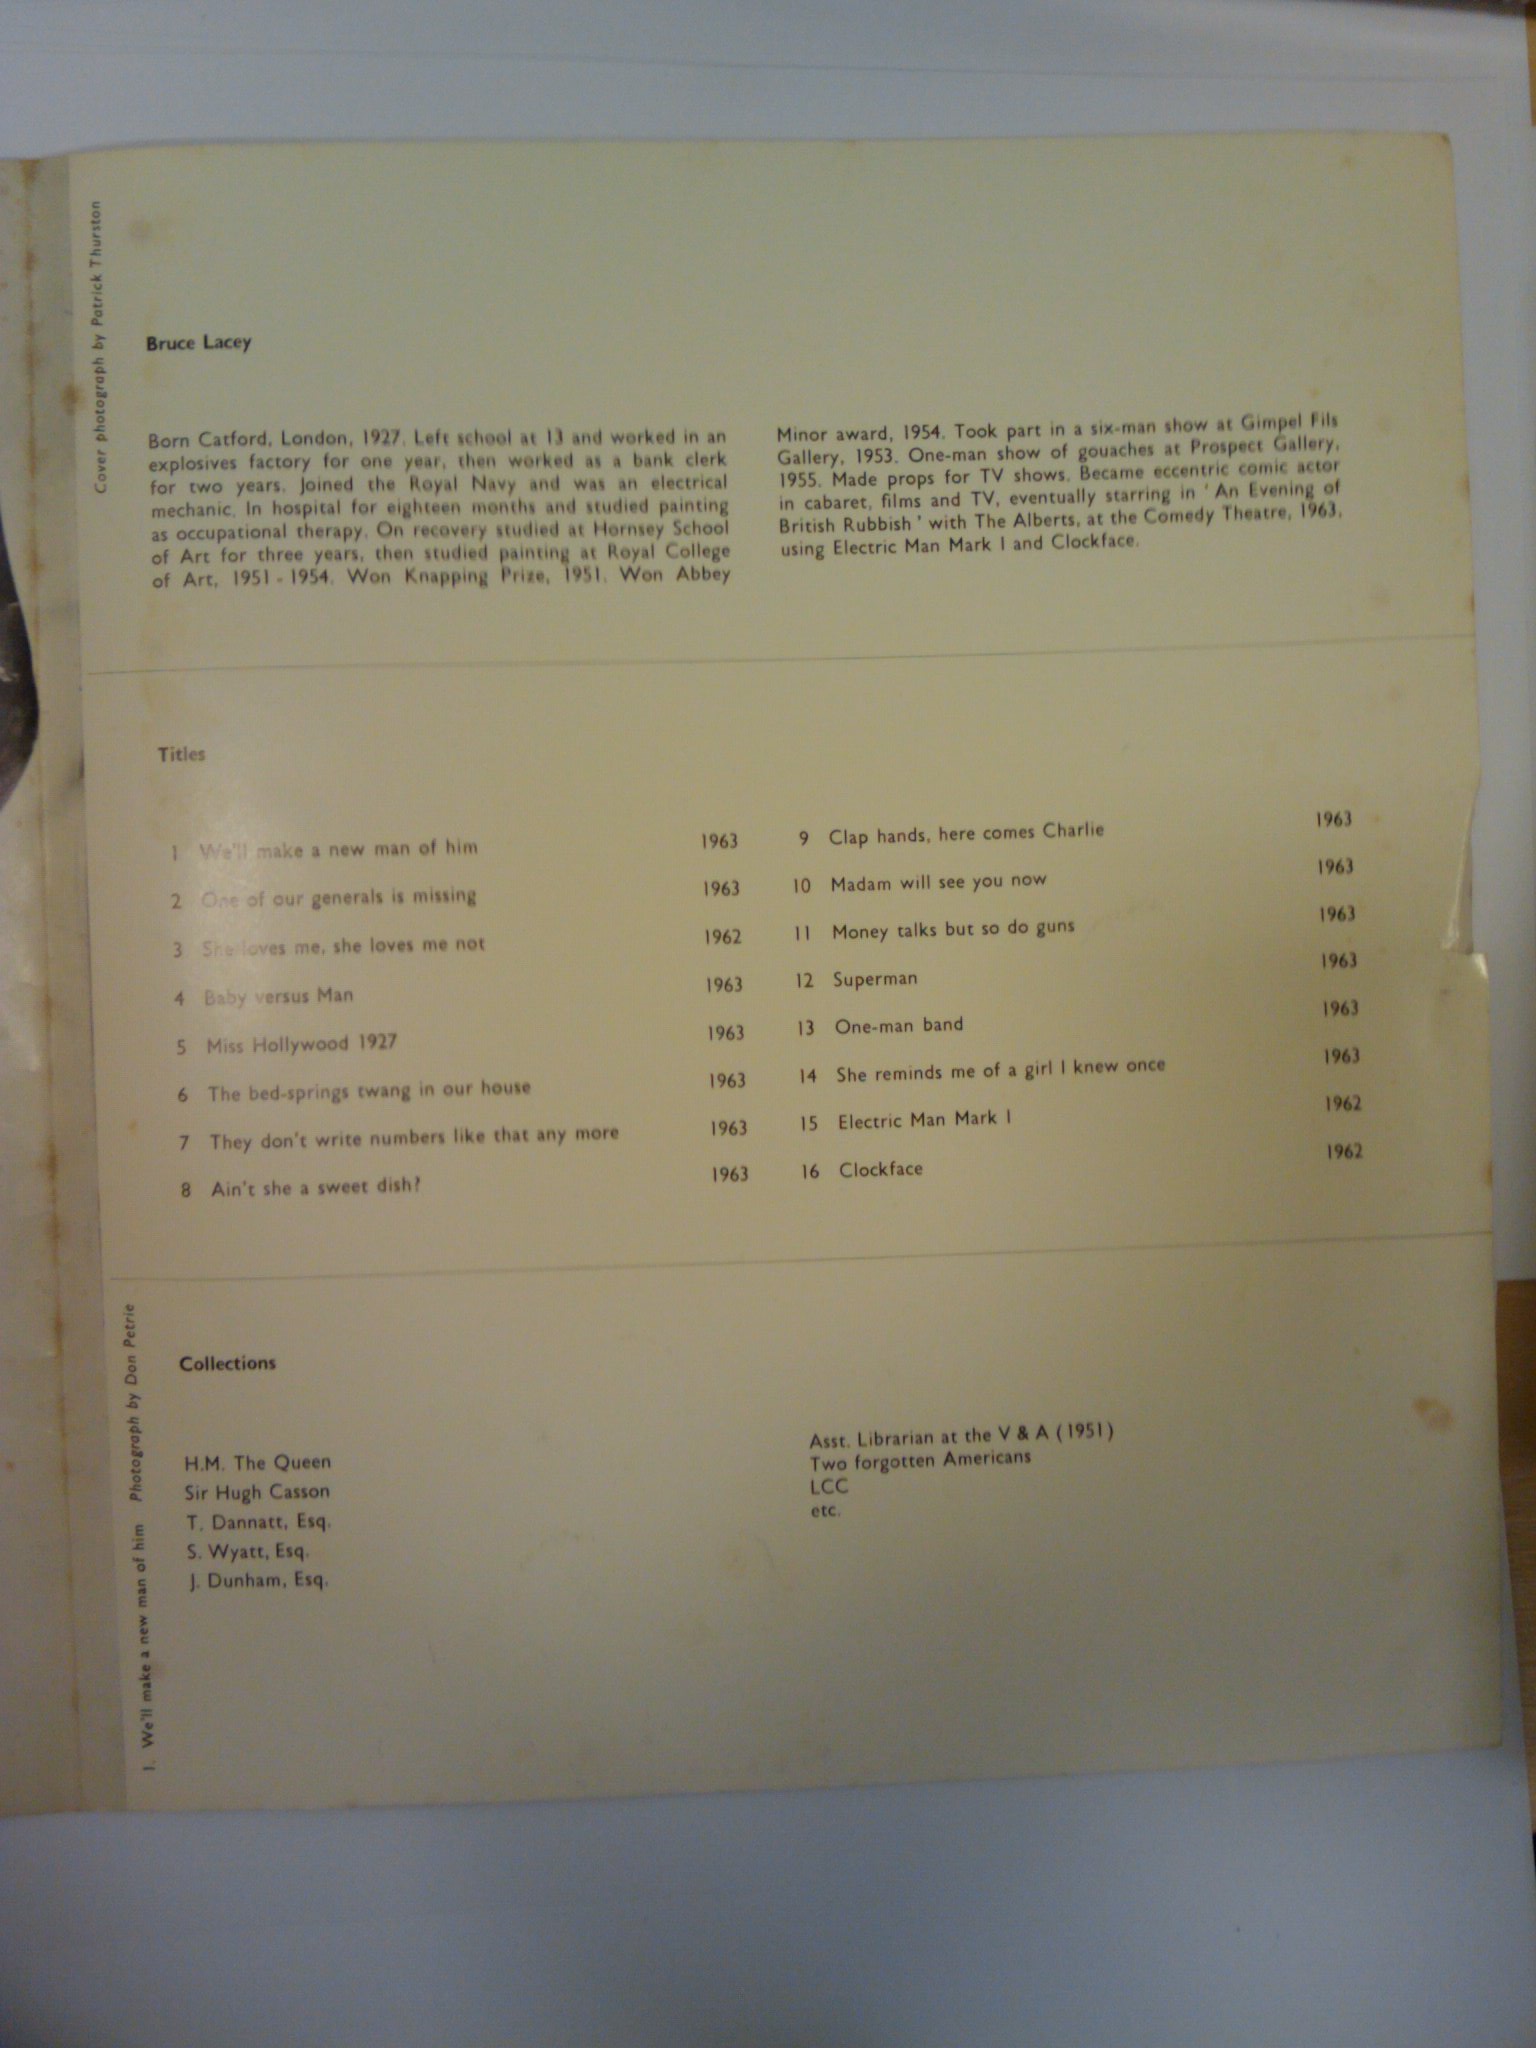 Cover photograph by Patrick Thurston
Bruce Lacey
Born Catford, London, 1927. Left school at 13 and worked in an
explosives factory for one year, then worked as a bank clerk
for two years. Joined the Royal Navy and was an electrical
mechanic. In hospital for eighteen months and studied painting
as occupational therapy. On recovery studied at Hornsey School
of Art for three years, then studied painting at Royal College
of Art, 1951 - 1954. Won Knapping Prize, 1951. Won Abbey
Minor award, 1954. Took part in a six-man show at Gimpel Fils
Gallery, 1953. One-man show of gouaches at Prospect Gallery,
1955. Made props for TV shows. Became eccentric comic actor
in cabaret, films and TV, eventually starring in ' An Evening of
British Rubbish ' with The Alberts, at the Comedy Theatre, 1963,
using Electric Man Mark I and Clockface.
Titles
1 We'll make a new man of him 1963
2 One of our generals is missing 1963
3 She loves me, she loves me not 1962
4 Baby versus Man 1963
5 Miss Hollywood 1927 1963
6 The bed-springs twang in our house 1963
7 They don't write numbers like that any more 1963
8 Ain't she a sweet dish? 1963
9 Clap hands, here comes Charlie 1963
10 Madam will see you now 1963
11 Money talks but so do guns 1963
12 Superman 1963
13 One-man band 1963
14 She reminds me of a girl I knew once 1963
15 Electric Man Mark I 1962
16 Clockface 1962
1. We'll make a new man of him Photograph by Don Petrie
Collections
H.M. The Queen
Sir Hugh Casson
T. Dannatt, Esq.
S. Wyatt, Esq.
J. Dunham, Esq.
Asst. Librarian at the V & A (1951)
Two forgotten Americans
LCC
etc.